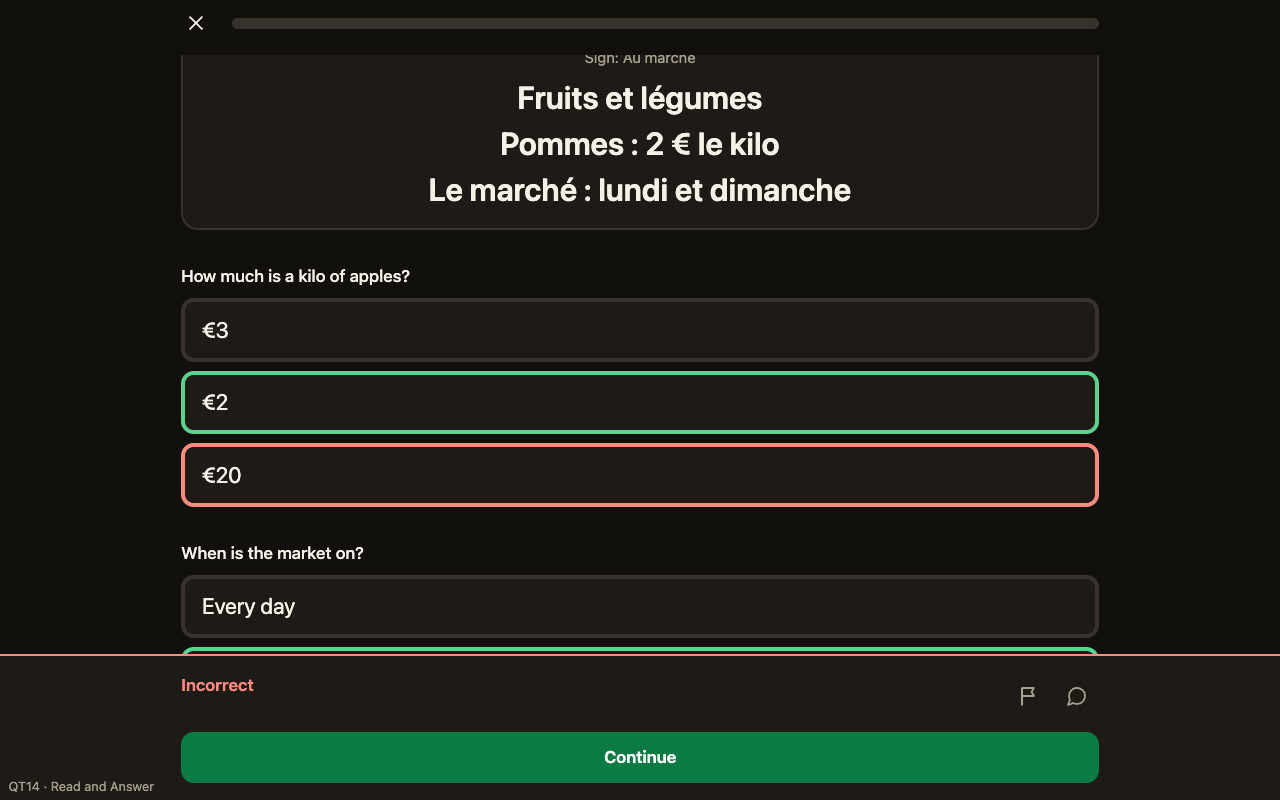 Sign: Au marché
Fruits et légumes
Pommes : 2 € le kilo
Le marché : lundi et dimanche
How much is a kilo of apples?
€3
€2
€20
When is the market on?
Every day
Incorrect
Continue
QT14 · Read and Answer